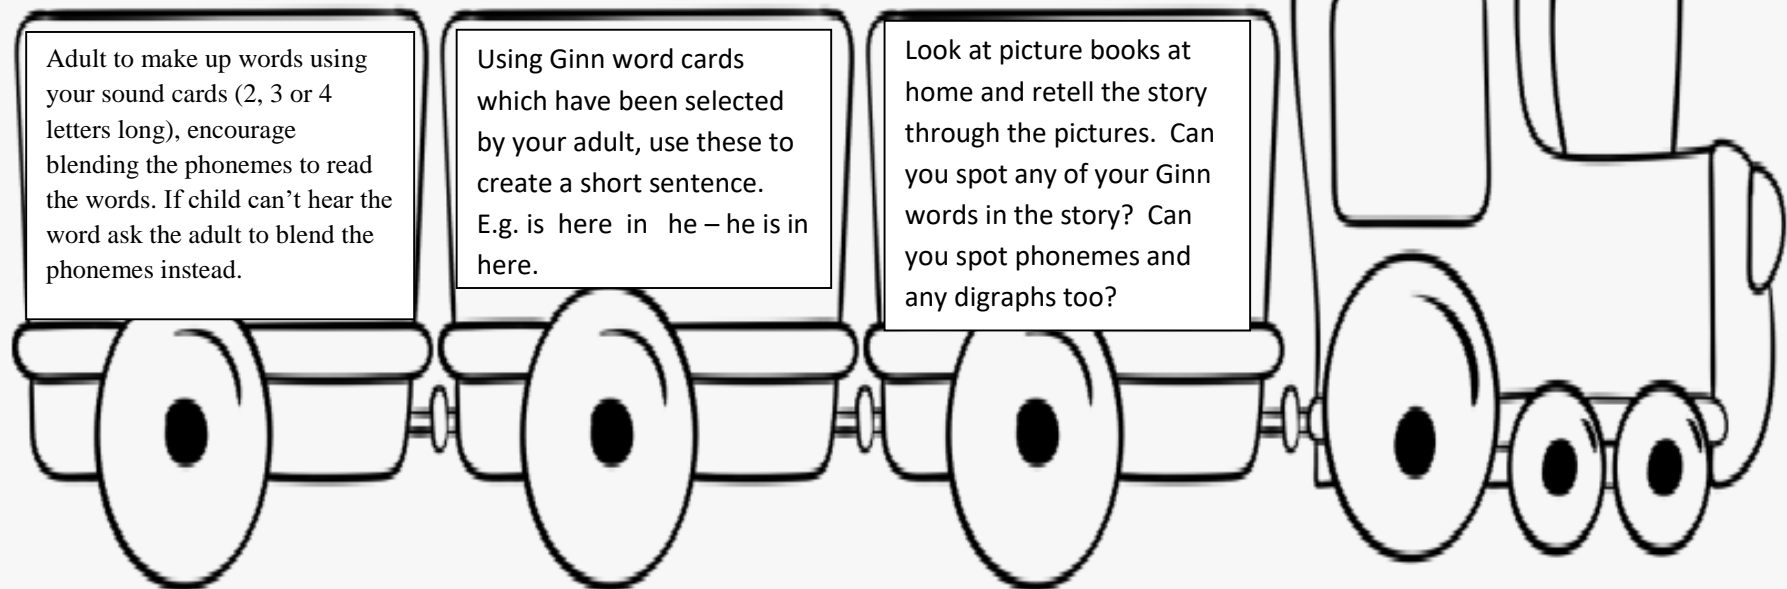 Adult to make up words using
your sound cards (2, 3 or 4
letters long), encourage
blending the phonemes to read
the words. If child can’t hear the
word ask the adult to blend the
phonemes instead.
Using Ginn word cards
which have been selected
by your adult, use these to
create a short sentence.
E.g. is  here  in   he – he is in
here.
Look at picture books at
home and retell the story
through the pictures.  Can
you spot any of your Ginn
words in the story?  Can
you spot phonemes and
any digraphs too?